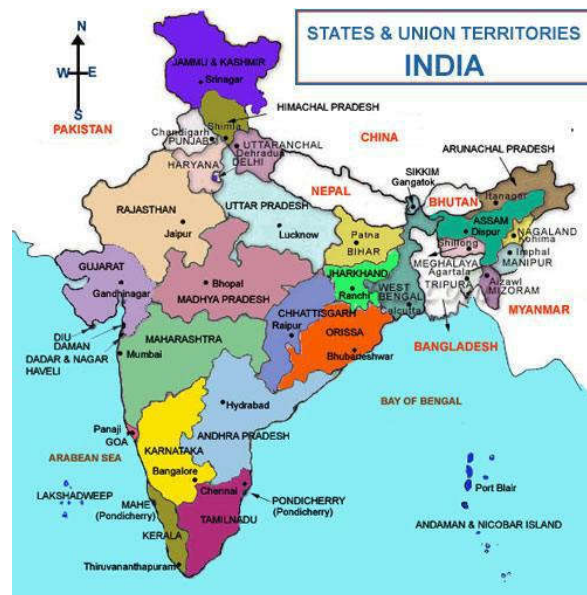 N
W E
S
STATES & UNION TERRITORIES
INDIA
JAMMU & KASHMIR
Srinagar
HIMACHAL PRADESH
PAKISTAN
Chandigarh
Shimla
PUNJAB
UTTARANCHAL
Dehradun
CHINA
HARYANA
DELHI
ARUNACHAL PRADESH
SIKKIM
Gangatok
NEPAL
BHUTAN
Itanagar
RAJASTHAN
Jaipur
UTTAR PRADESH
Lucknow
ASSAM
Dispur
NAGALAND
Kohima
Patna
BIHAR
Shillong
MEGHALAYA
Imphal
MANIPUR
GUJARAT
Gandhinagar
Bhopal
MADHYA PRADESH
JHARKHAND
Ranchi
WEST
BENGAL
Calcutta
Agartala
TRIPURA
Aizawl
MIZORAM
MYANMAR
BANGLADESH
CHHATTISGARH
Raipur
ORISSA
Bhubaneshwar
DIU
DAMAN
DADAR & NAGAR
HAVELI
MAHARASHTRA
Mumbai
Hydrabad
ANDHRA PRADESH
BAY OF BENGAL
Panaji
GOA
KARNATAKA
Bangalore
ARABEAN SEA
LAKSHADWEEP
MAHE
(Pondicherry)
Chennai
PONDICHERRY
(Pondicherry)
TAMILNADU
KERALA
Thiruvananthapuram
Port Blair
ANDAMAN & NICOBAR ISLAND